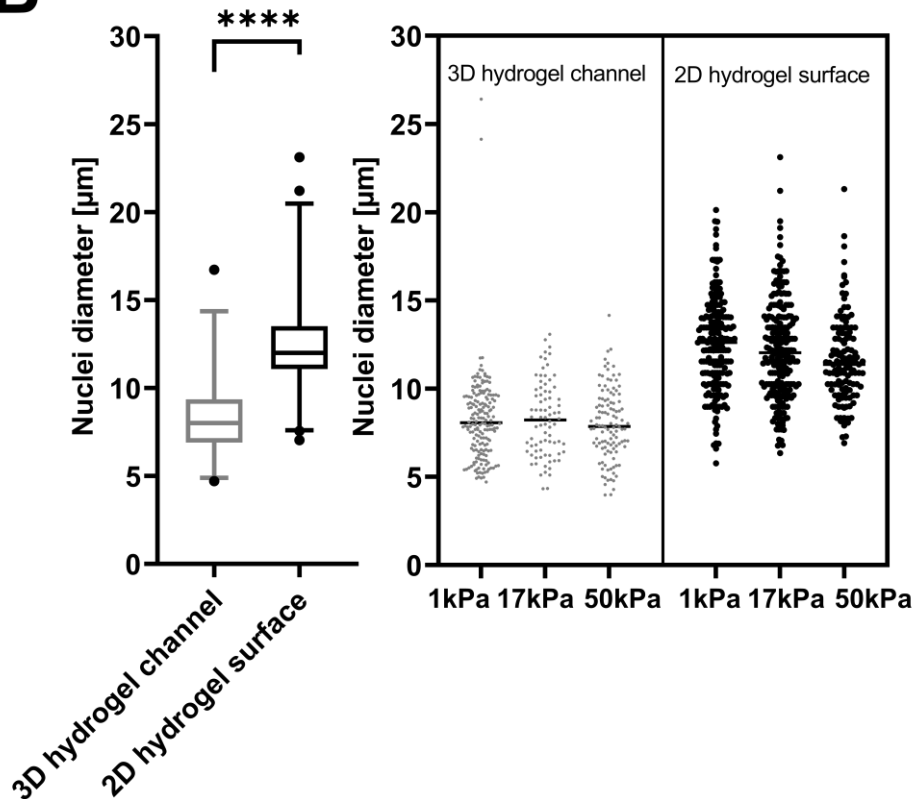 ****
30
25
20
15
10
5
0
Nuclei diameter [µm]
3D hydrogel channel
2D hydrogel surface
30
25
20
15
10
5
0
Nuclei diameter [µm]
3D hydrogel channel
2D hydrogel surface
1kPa 17kPa 50kPa 1kPa 17kPa 50kPa